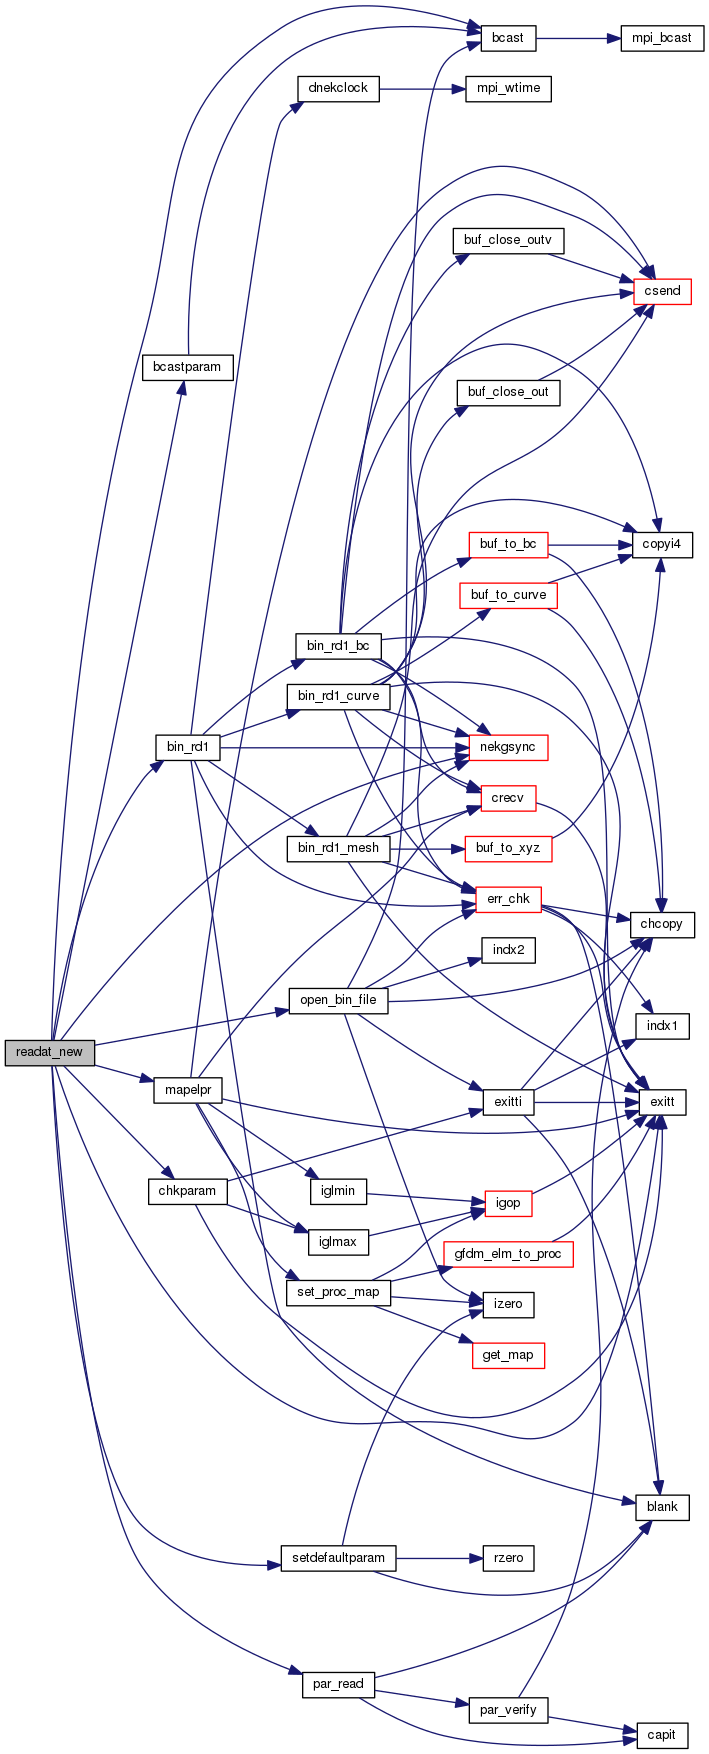 bcast
mpi_bcast
dnekclock
mpi_wtime
buf_close_outv
csend
bcastparam
buf_close_out
buf_to_bc
copyi4
buf_to_curve
bin_rd1_bc
bin_rd1_curve
bin_rd1
nekgsync
crecv
bin_rd1_mesh
buf_to_xyz
err_chk
chcopy
indx2
open_bin_file
indx1
readat_new
mapelpr
exitti
exitt
chkparam
iglmin
igop
iglmax
gfdm_elm_to_proc
set_proc_map
izero
get_map
blank
setdefaultparam
rzero
par_read
par_verify
capit